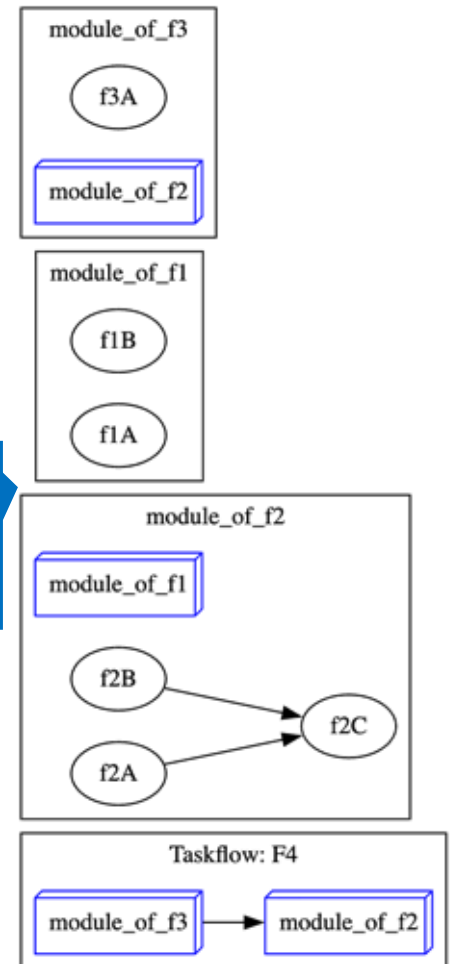 module_of_f3
f3A
module_of_f2
module_of_f1
f1B
f1A
module_of_f2
module_of_f1
f2B
f2C
f2A
Taskflow: F4
module_of_f3
module_of_f2